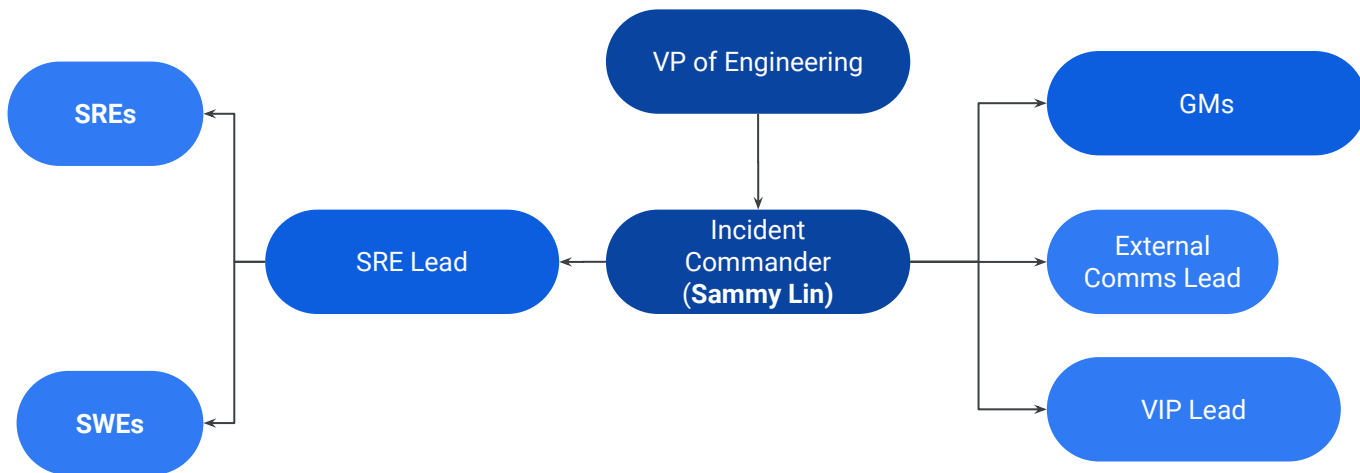 VP of Engineering
SREs
GMs
SRE Lead
Incident
Commander
(Sammy Lin)
External
Comms Lead
SWEs
VIP Lead